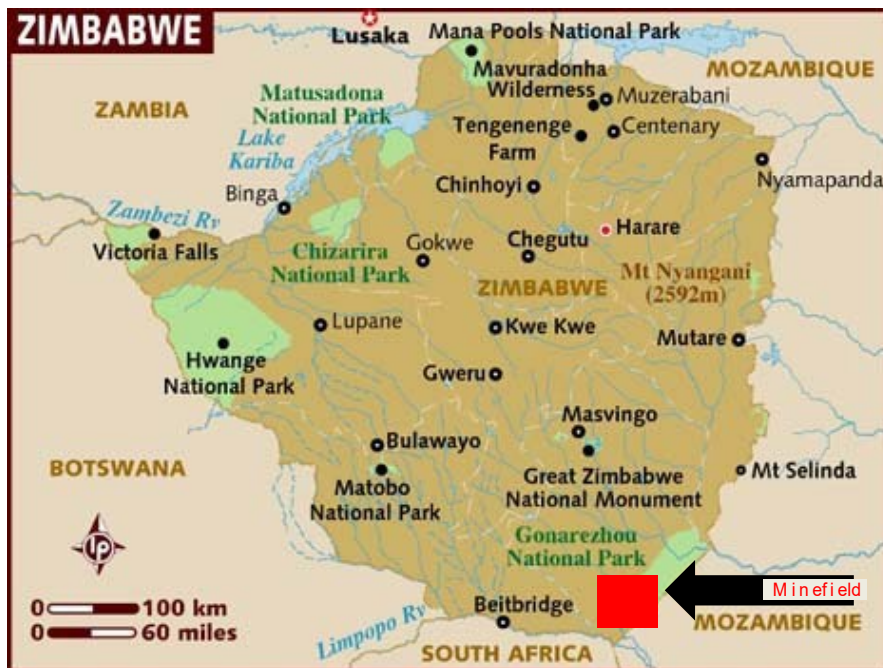 ZIMBABWE
Lusaka
Mana Pools National Park
MOZAMBIQUE
Mavuradonha
Wilderness
Muzerabani
ZAMBIA
Matusadona
National Park
Tengenenge
Farm
Centenary
Lake
Kariba
Nyamapanda
Binga
Chinhoyi
Zambezi Rv
Victoria Falls
Chizarira
National Park
Gokwe
Chegutu
Harare
Mt Nyangani
(2592m)
ZIMBABWE
Lupane
Kwe Kwe
Mutare
Hwange
National Park
Gweru
Masvingo
Bulawayo
BOTSWANA
Matobo
National Park
Great Zimbabwe
National Monument
Mt Selinda
Gonarezhou
National Park
lp
Minefield
0 100 km
0 60 miles
Beitbridge
MOZAMBIQUE
Limpopo Rv
SOUTH AFRICA